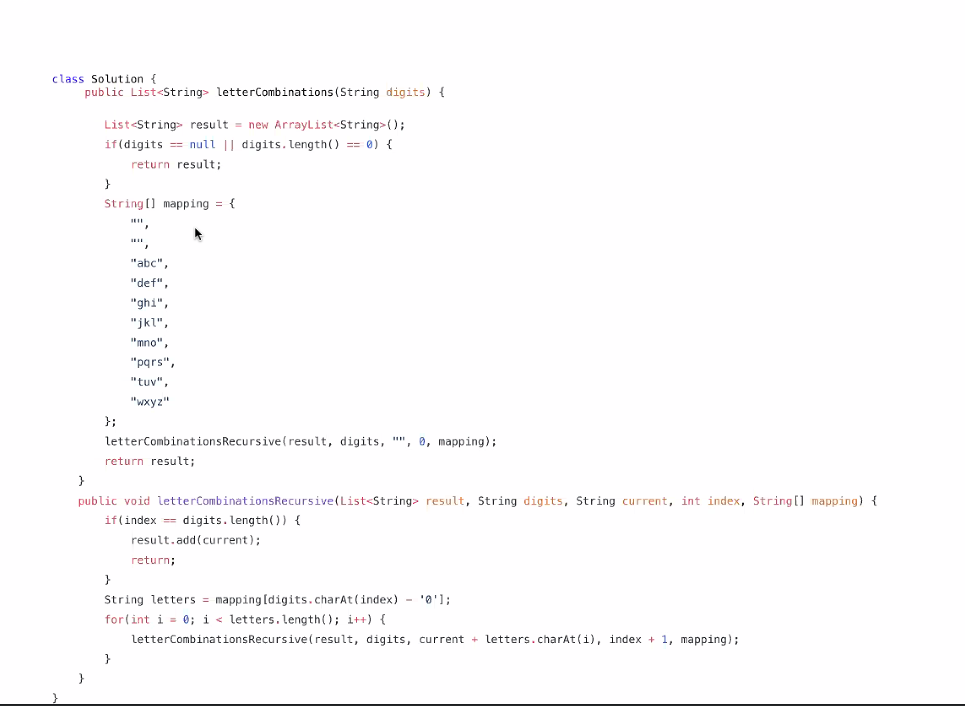 class Solution {
public List<String> letterCombinations(String digits) {
List<String> result = new ArrayList<String>();
if(digits == null || digits.length() == 0) {
return result;
}
String[] mapping = {
"",
"",
"abc",
"def",
"ghi",
"jkl",
"mno",
"pqrs",
"tuv",
"wxyz"
};
letterCombinationsRecursive(result, digits, "", 0, mapping);
return result;
}
public void letterCombinationsRecursive(List<String> result, String digits, String current, int index, String[] mapping) {
if(index == digits.length()) {
result.add(current);
return;
}
String letters = mapping[digits.charAt(index) - '0'];
for(int i = 0; i < letters.length(); i++) {
letterCombinationsRecursive(result, digits, current + letters.charAt(i), index + 1, mapping);
}
}
}